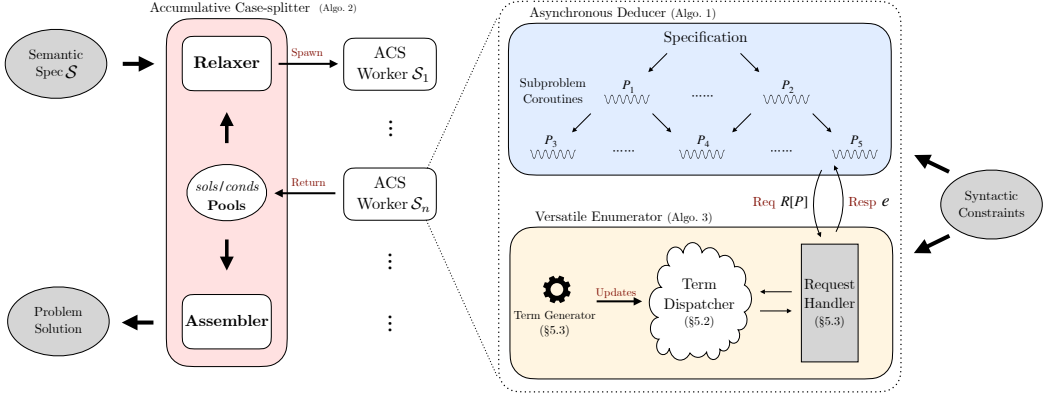 Accumulative Case-splitter (Algo. 2)
Semantic
Spec 𝒮
Relaxer
Spawn
ACS
Worker 𝒮₁
sols/conds
Pools
Return
ACS
Worker 𝒮ₙ
Problem
Solution
Assembler
Asynchronous Deducer (Algo. 1)
Specification
Subproblem
Coroutines
P₁
......
P₂
P₃
......
P₄
......
P₅
Req R[P]
Resp e
Syntactic
Constraints
Versatile Enumerator (Algo. 3)
Term Generator
(§5.3)
Updates
Term
Dispatcher
(§5.2)
Request
Handler
(§5.3)